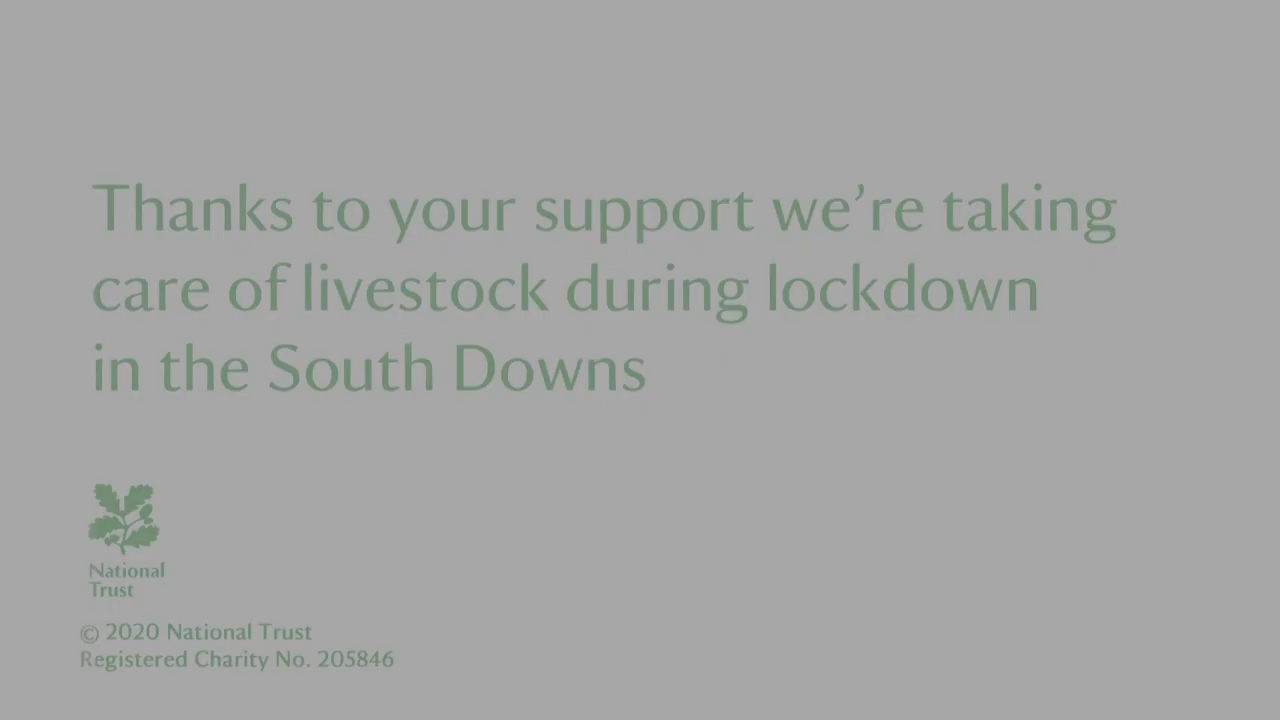 Thanks to your support we’re taking
care of livestock during lockdown
in the South Downs
National
Trust
© 2020 National Trust
Registered Charity No. 205846